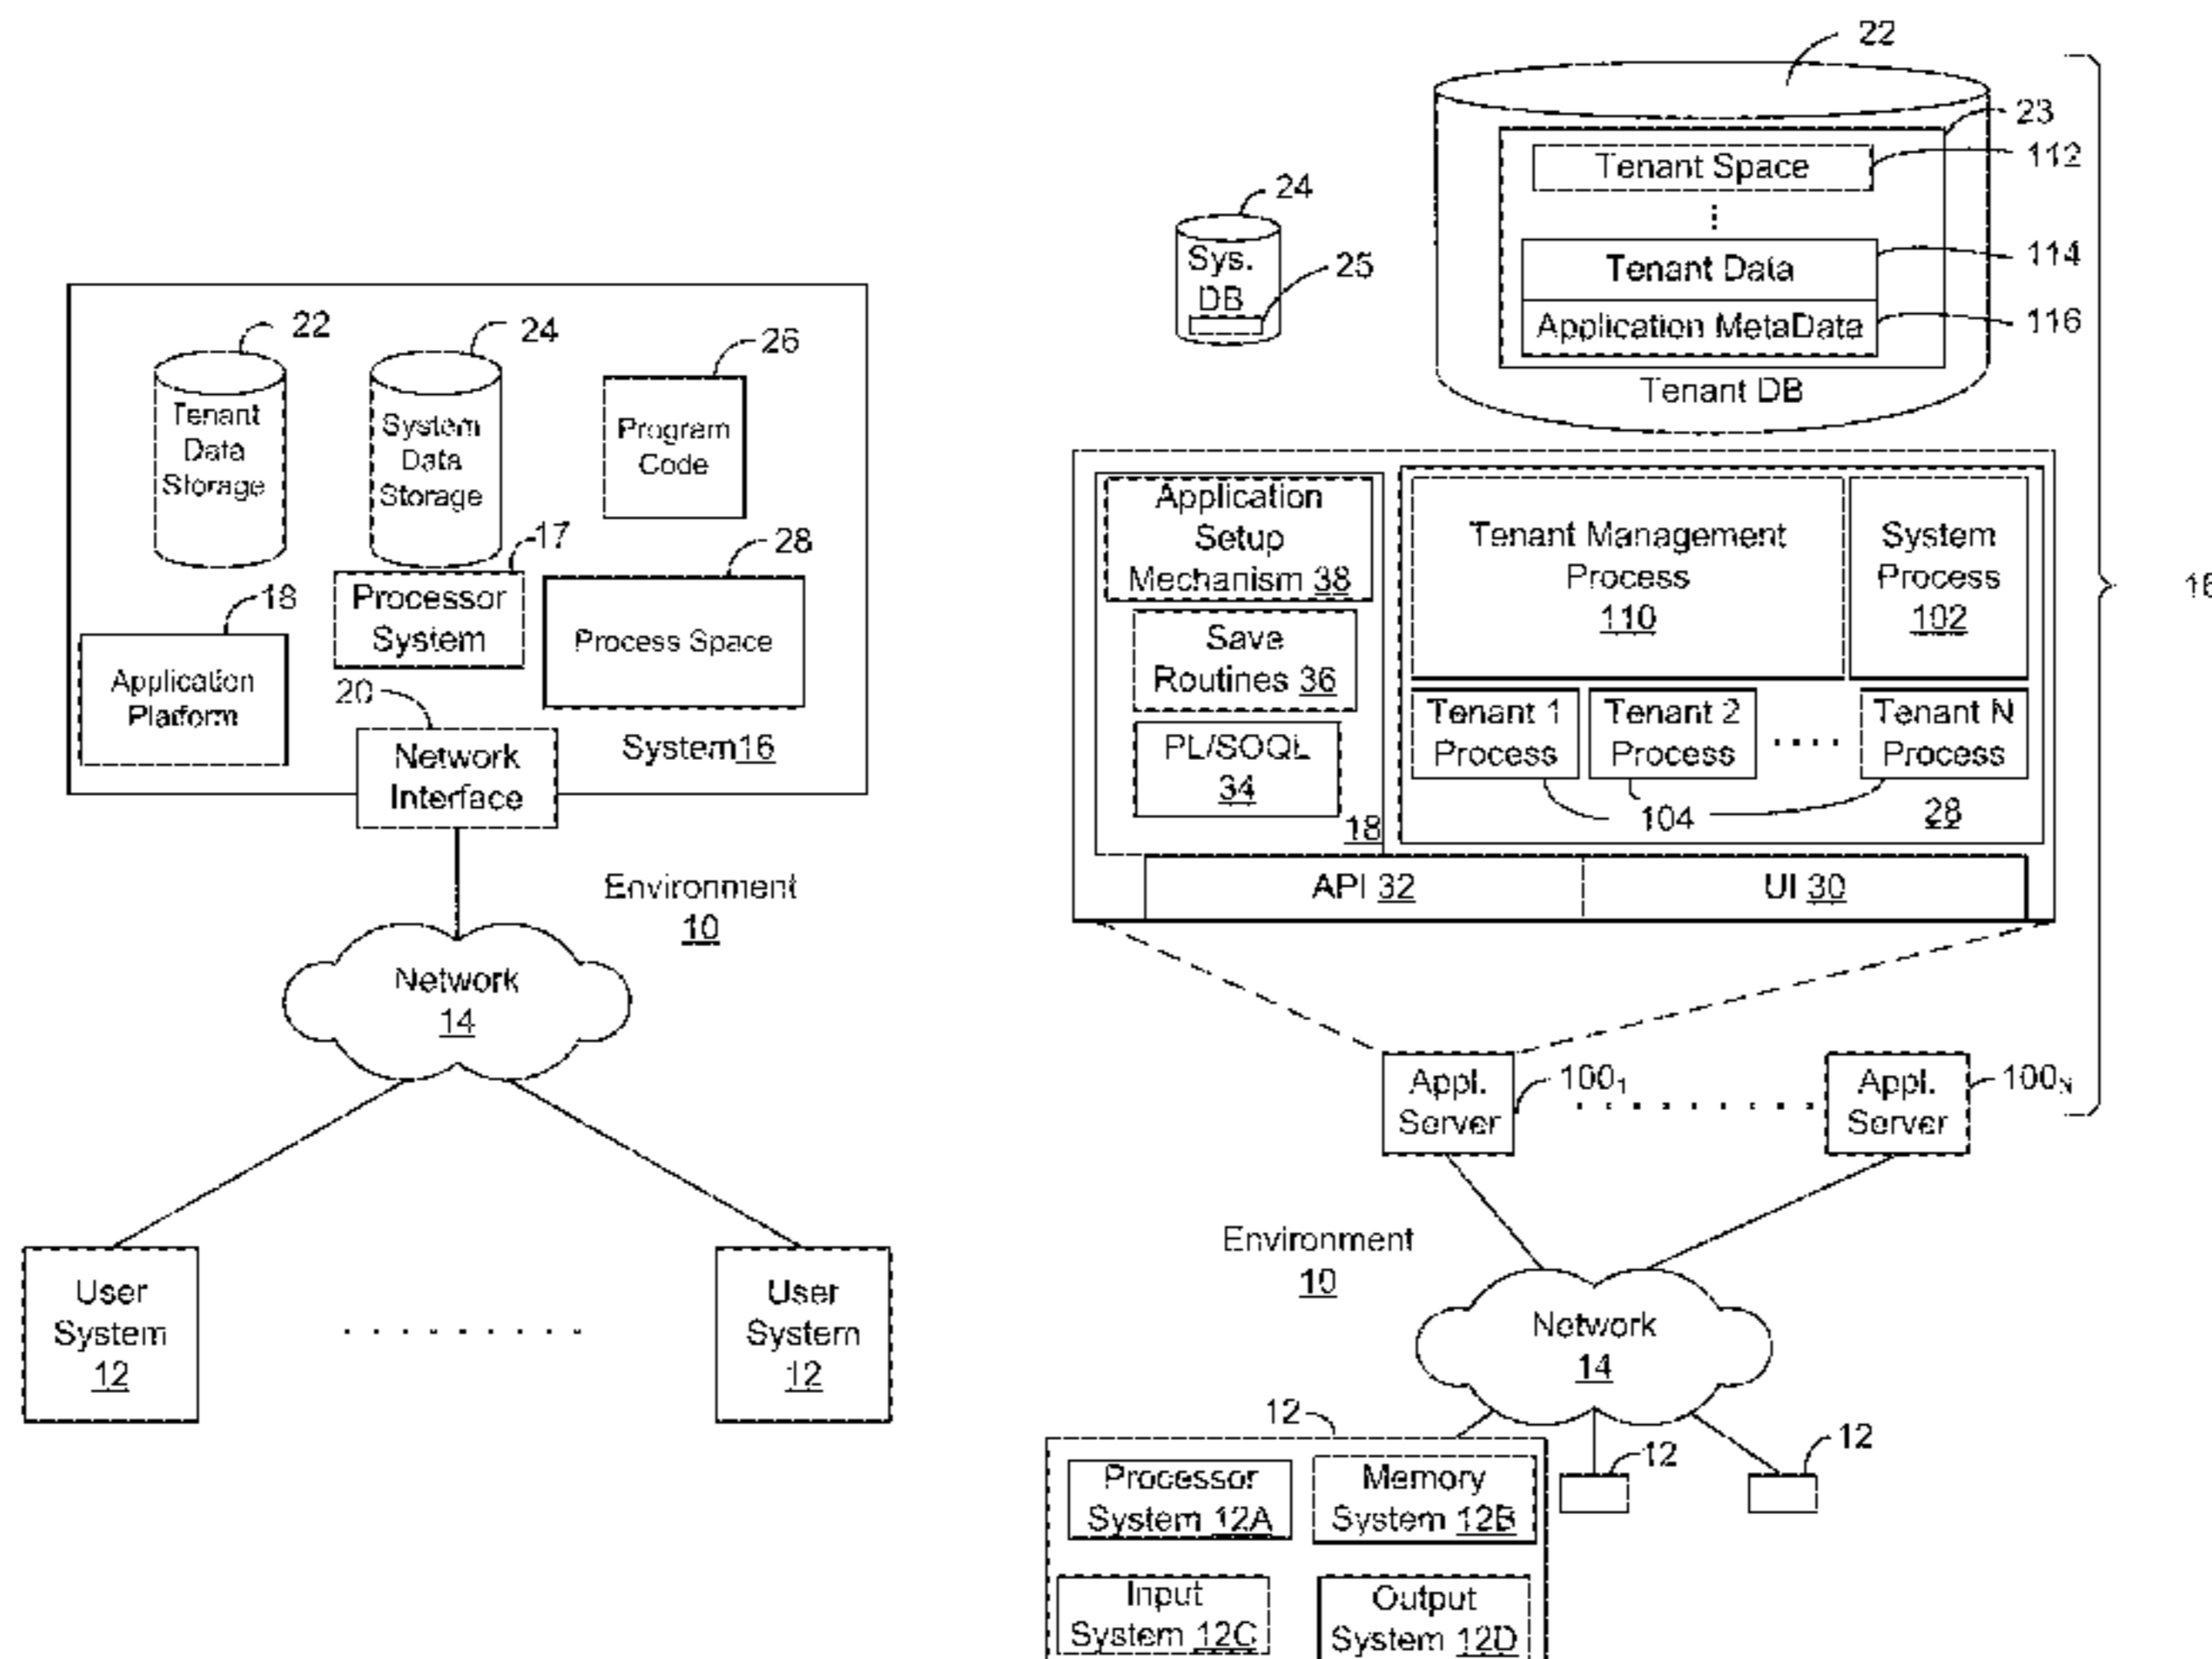 22
24
26
Tenant
Data
Storage
System
Data
Storage
Program
Code
17
28
18
Processor
System
Process Space
Application
Platform
20
Network
Interface
System 16
Environment
10
Network
14
User
System
12
User
System
12
22
23
Tenant Space
112
24
Sys.
DB
25
Tenant Data
114
Application MetaData
116
Tenant DB
Application
Setup
Mechanism 38
Tenant Management
Process
110
System
Process
102
16
Save
Routines 36
Tenant 1
Process
Tenant 2
Process
Tenant N
Process
PL/SOQL
34
104
18
28
API 32
UI 30
Appl.
Server
100₁
Appl.
Server
100N
Environment
10
Network
14
12
12
12
Processor
System 12A
Memory
System 12B
Input
System 12C
Output
System 12D